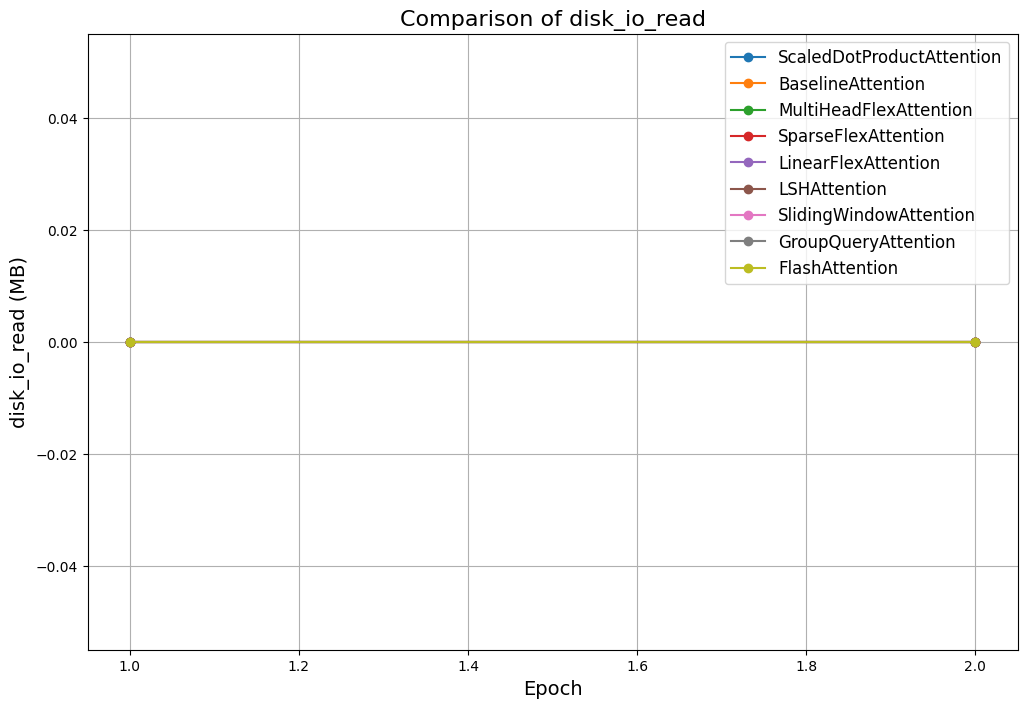 Comparison of disk_io_read
ScaledDotProductAttention
BaselineAttention
MultiHeadFlexAttention
SparseFlexAttention
LinearFlexAttention
LSHAttention
SlidingWindowAttention
GroupQueryAttention
FlashAttention
disk_io_read (MB)
0.04
0.02
0.00
−0.02
−0.04
1.0 1.2 1.4 1.6 1.8 2.0
Epoch